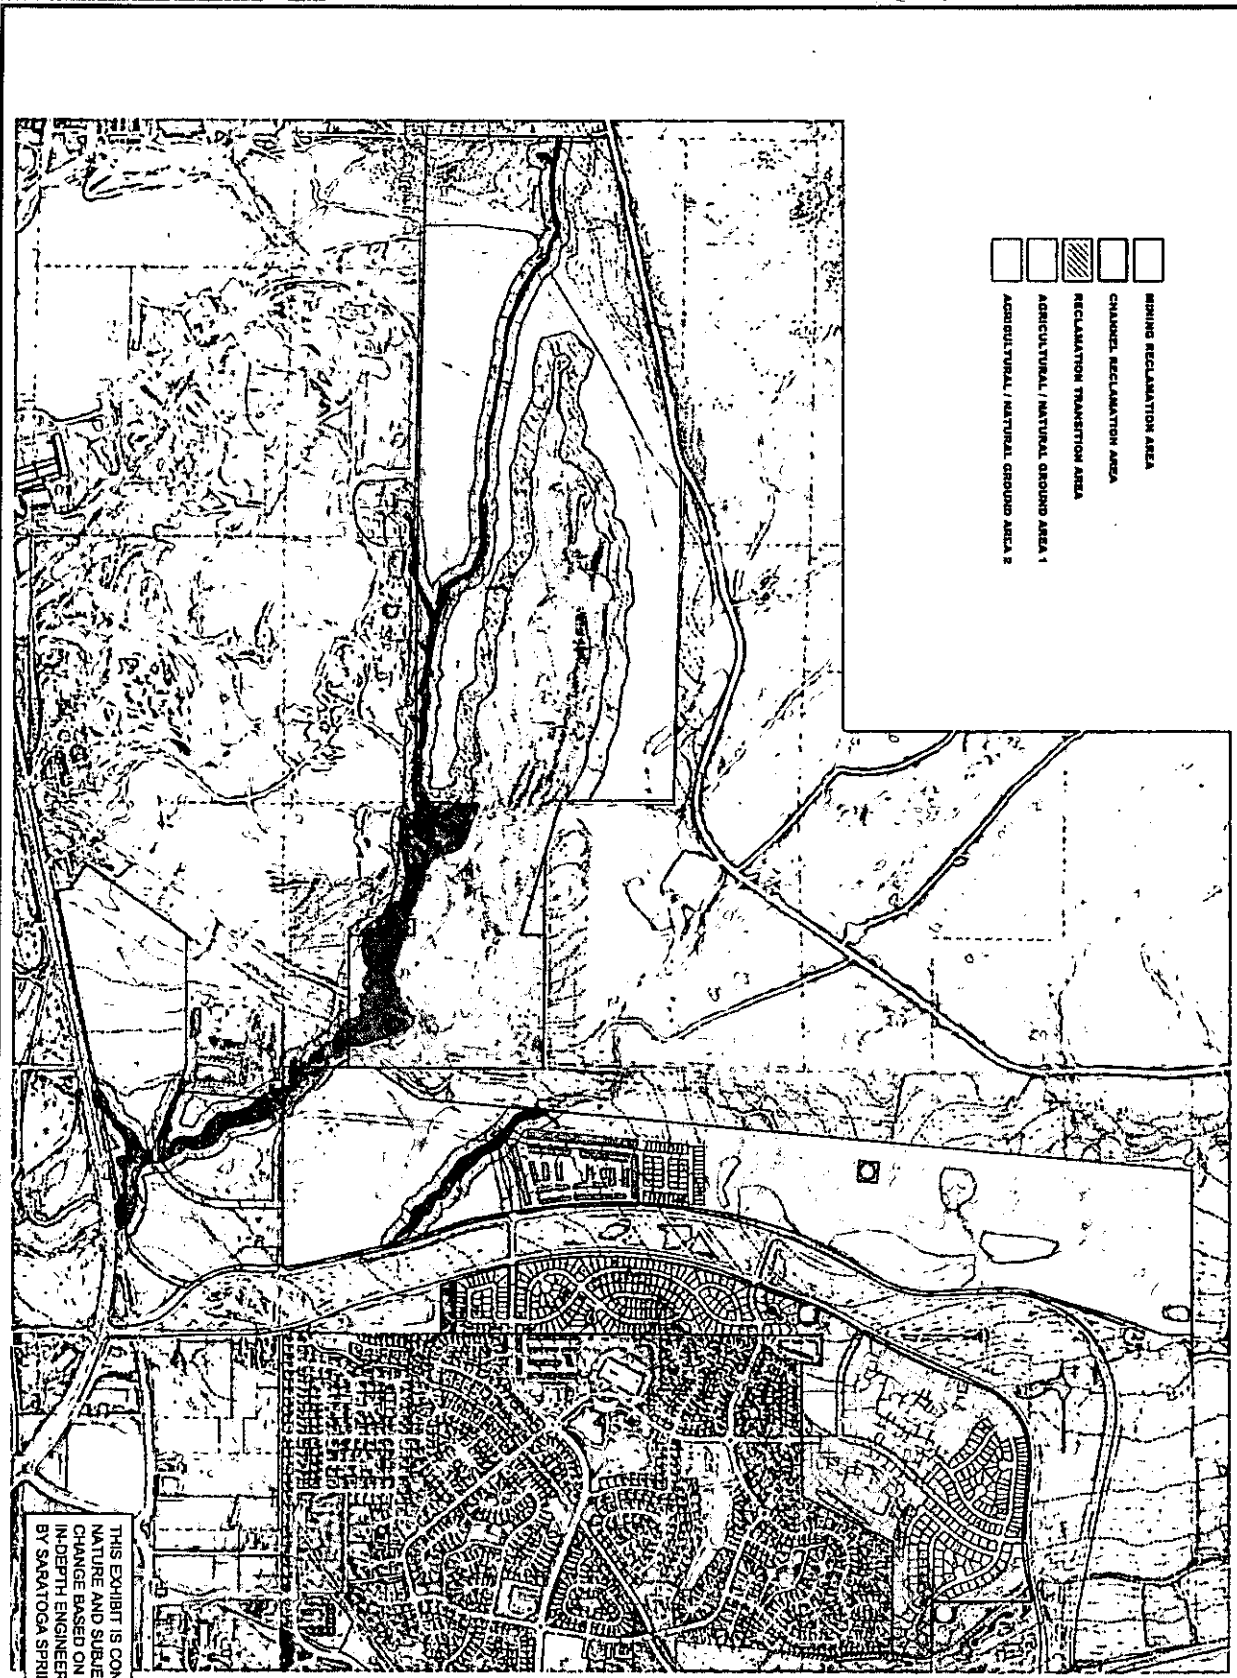 MINING RECLAMATION AREA
CHANNEL RECLAMATION AREA
RECLAMATION TRANSITION AREA
AGRICULTURAL / NATURAL GROUND AREA 1
AGRICULTURAL / NATURAL GROUND AREA 2
THIS EXHIBIT IS CON
NATURE AND SUBJE
CHANGE BASED ON
IN-DEPTH ENGINEER
BY SARATOGA SPRI